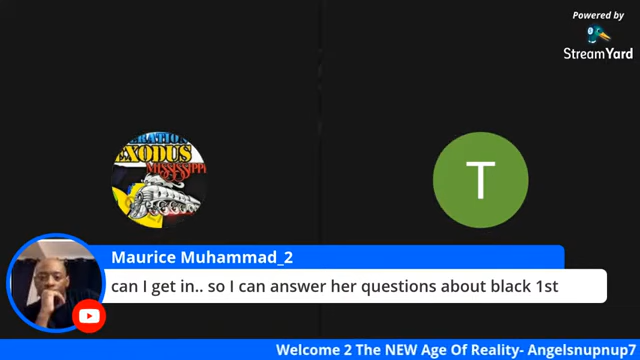 Powered by
StreamYard
EXODUS
MISSISSIPPI
T
Maurice Muhammad_2
can I get in.. so I can answer her questions about black 1st
Welcome 2 The NEW Age Of Reality- Angelsnupnup7